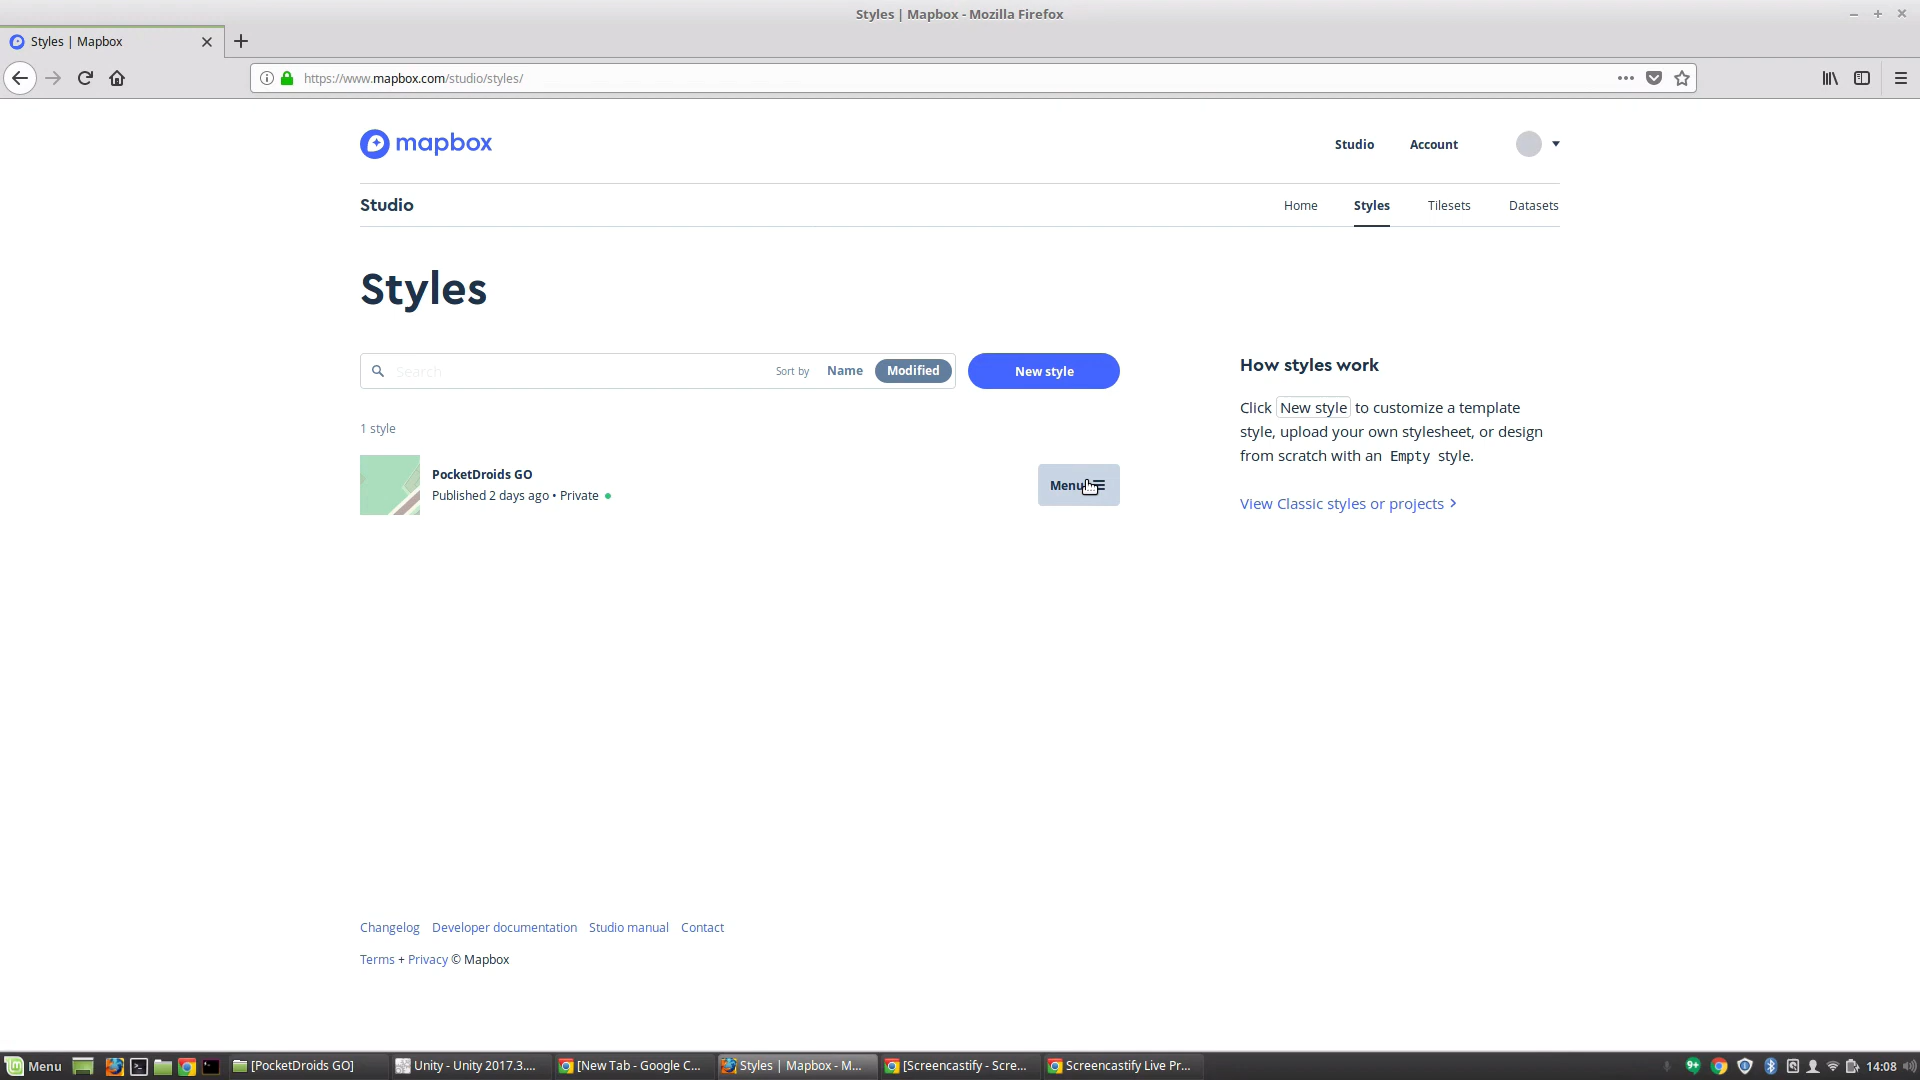 Styles | Mapbox - Mozilla Firefox
Styles | Mapbox
https://www.mapbox.com/studio/styles/
mapbox
Studio
Account
Studio
Home
Styles
Tilesets
Datasets
Styles
Search
Sort by
Name
Modified
New style
How styles work
Click New style to customize a template
style, upload your own stylesheet, or design
from scratch with an Empty style.
View Classic styles or projects
1 style
PocketDroids GO
Published 2 days ago • Private
Menu
Changelog
Developer documentation
Studio manual
Contact
Terms + Privacy © Mapbox
Menu
[PocketDroids GO]
Unity - Unity 2017.3....
[New Tab - Google C...
Styles | Mapbox - M...
[Screencastify - Scre...
Screencastify Live Pr...
14:08